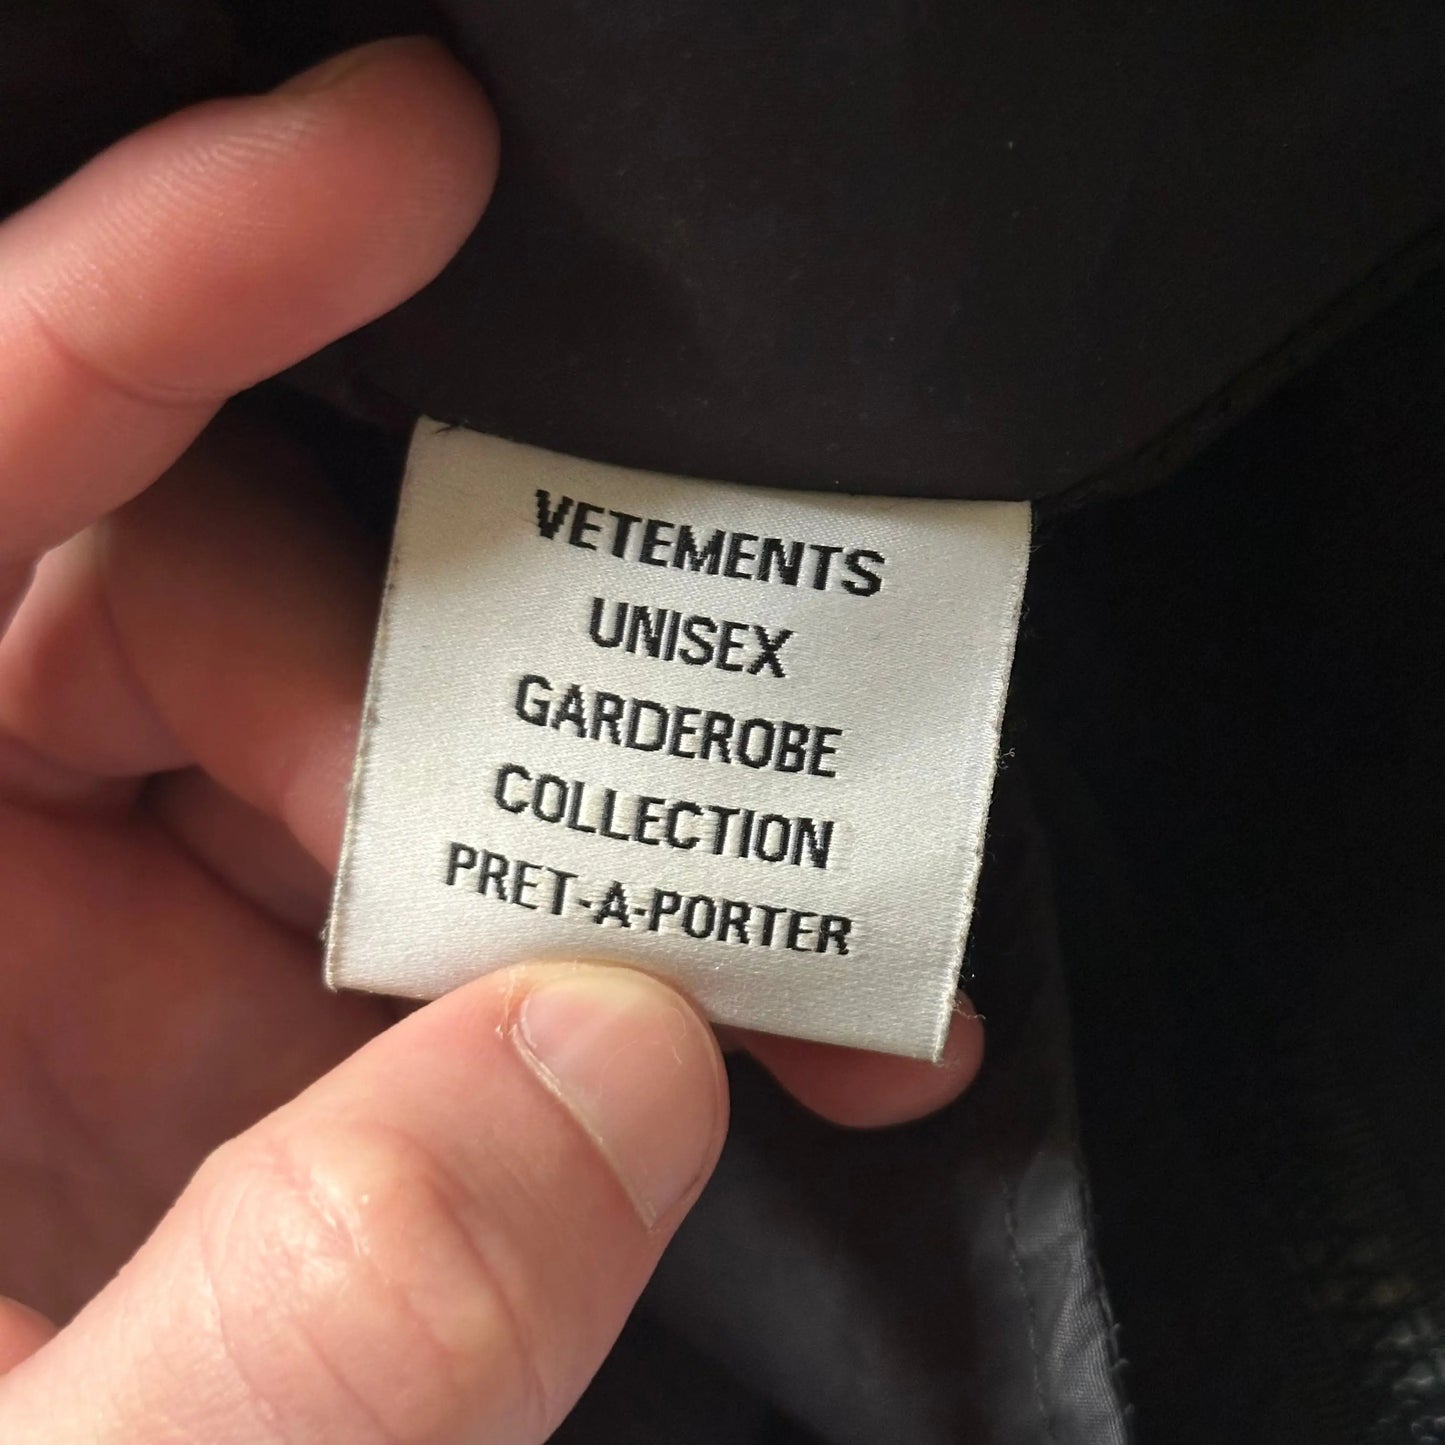 VETEMENTS
UNISEX
GARDEROBE
COLLECTION
PRET-A-PORTER